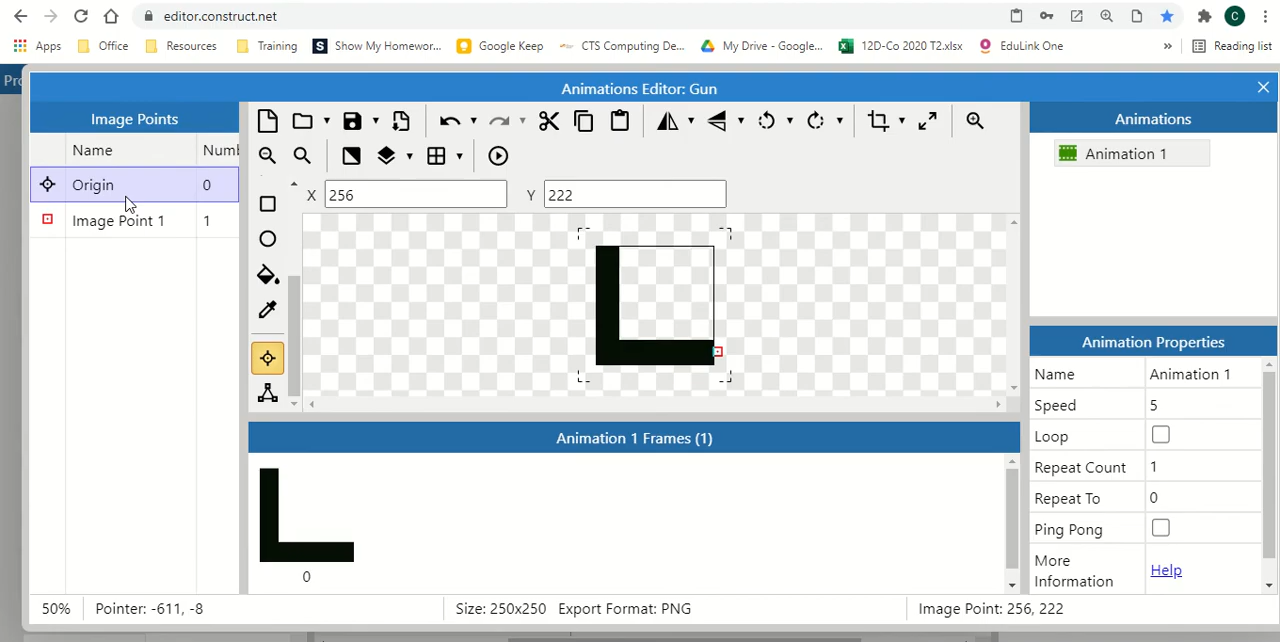 editor.construct.net
Apps Office Resources Training S Show My Homewor... Google Keep CTS Computing De... My Drive - Google... 12D-Co 2020 T2.xlsx EduLink One » Reading list
Animations Editor: Gun
Image Points
Name
Origin 0
Image Point 1 1
X 256 Y 222
Animations
Animation 1
Animation 1 Frames (1)
0
Animation Properties
Name Animation 1
Speed 5
Loop
Repeat Count 1
Repeat To 0
Ping Pong
More
Information Help
50% Pointer: -611, -8 Size: 250x250 Export Format: PNG Image Point: 256, 222